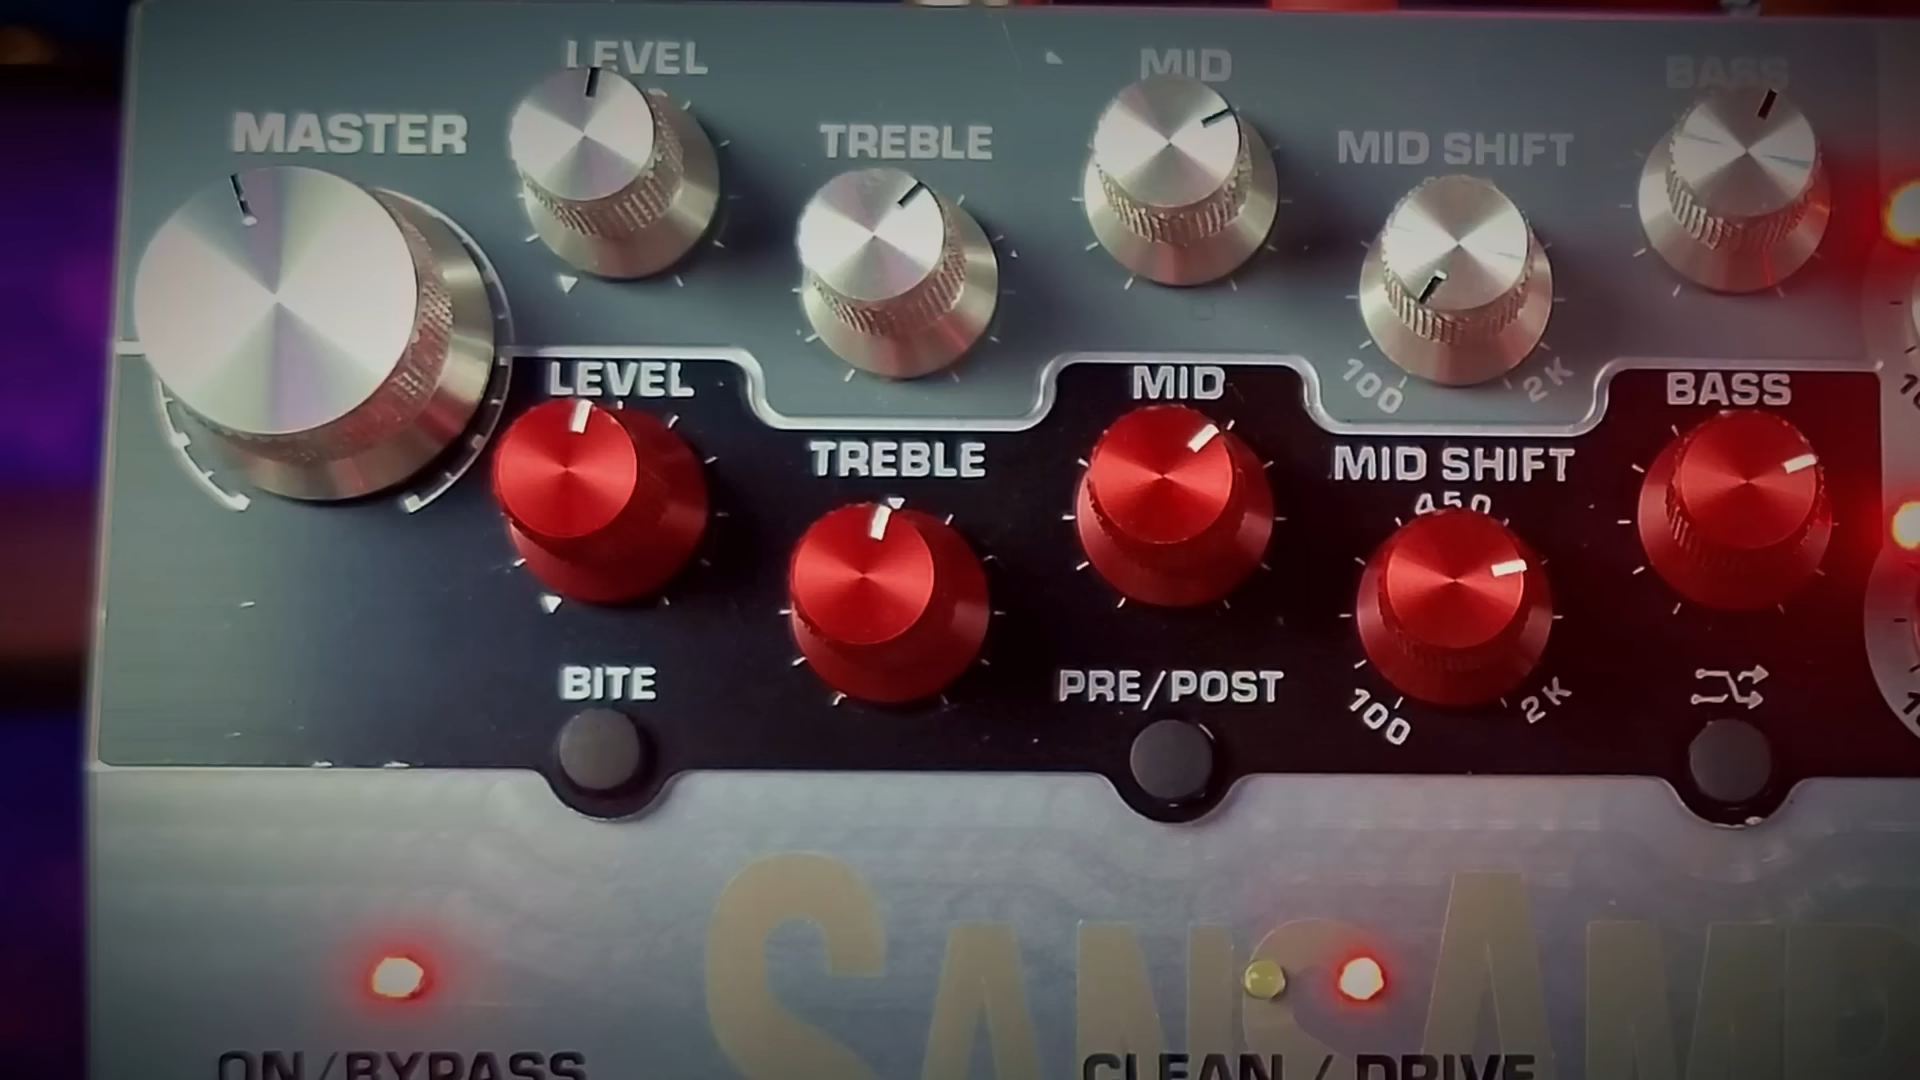 LEVEL MID BASS
MASTER TREBLE MID SHIFT
100 2K
LEVEL MID BASS
TREBLE MID SHIFT
450
100 2K
BITE PRE/POST
SANSAMP
ON/BYPASS CLEAN / DRIVE